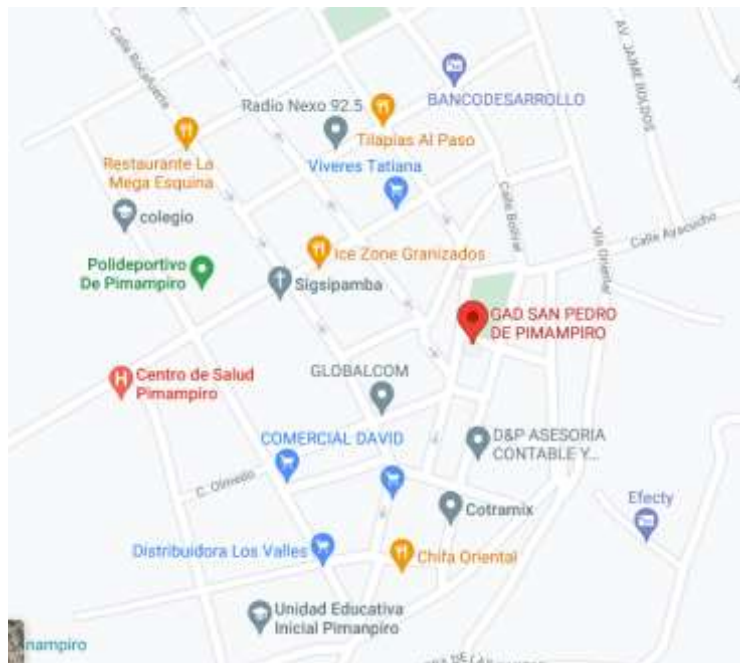 Calle Rocafuerte
AV. JAIME ROLDOS
BANCODESARROLLO
Radio Nexo 92.5
Tilapias Al Paso
Restaurante La
Mega Esquina
Viveres Tatiana
colegio
Calle Bolívar
Vía Oriental
Calle Ayacucho
Ice Zone Granizados
Polideportivo
De Pimampiro
Sigsipamba
GAD SAN PEDRO
DE PIMAMPIRO
GLOBALCOM
Centro de Salud
Pimampiro
D&P ASESORIA
CONTABLE Y...
COMERCIAL DAVID
C. Olmedo
Efecty
Cotramix
Distribuidora Los Valles
Chifa Oriental
Unidad Educativa
Inicial Pimanpiro